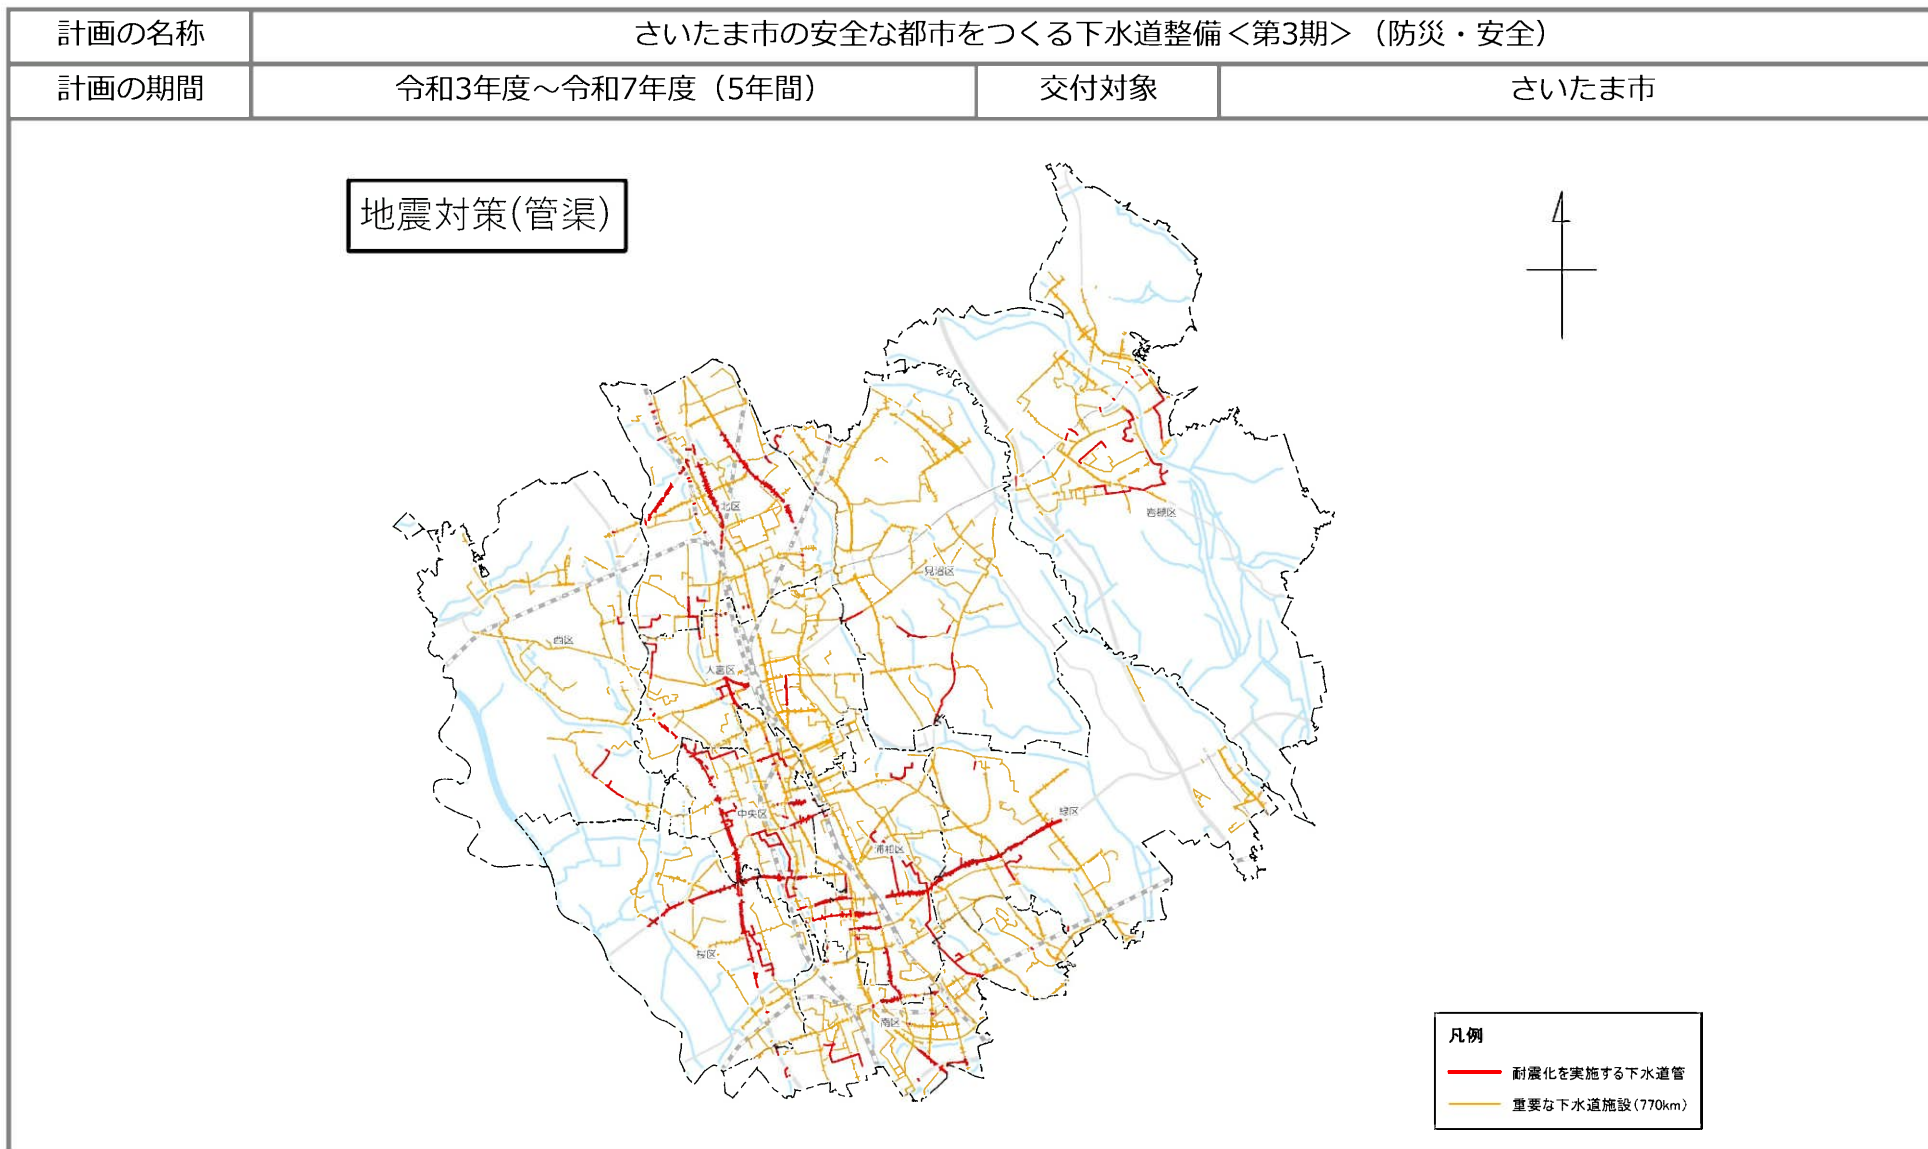 計画の名称
さいたま市の安全な都市をつくる下水道整備＜第3期＞（防災・安全）
計画の期間
令和3年度～令和7年度（5年間）
交付対象
さいたま市
地震対策(管渠)
北区
岩槻区
見沼区
西区
大宮区
中央区
緑区
浦和区
桜区
南区
凡例
耐震化を実施する下水道管
重要な下水道施設(770km)